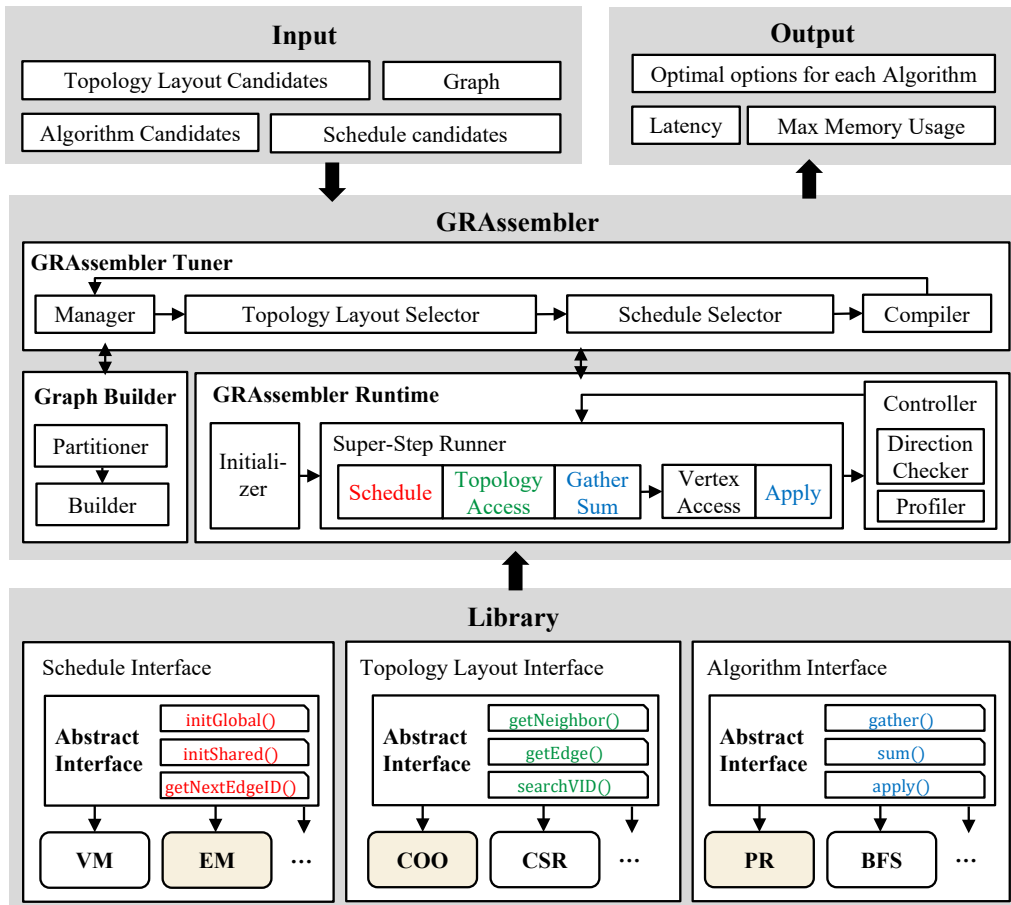 Input
Topology Layout Candidates
Graph
Algorithm Candidates
Schedule candidates
Output
Optimal options for each Algorithm
Latency
Max Memory Usage
GRAssembler
GRAssembler Tuner
Manager
Topology Layout Selector
Schedule Selector
Compiler
Graph Builder
Partitioner
Builder
GRAssembler Runtime
Initiali-
zer
Super-Step Runner
Schedule
Topology
Access
Gather
Sum
Vertex
Access
Apply
Controller
Direction
Checker
Profiler
Library
Schedule Interface
Abstract
Interface
initGlobal()
initShared()
getNextEdgeID()
VM
EM
...
Topology Layout Interface
Abstract
Interface
getNeighbor()
getEdge()
searchVID()
COO
CSR
...
Algorithm Interface
Abstract
Interface
gather()
sum()
apply()
PR
BFS
...